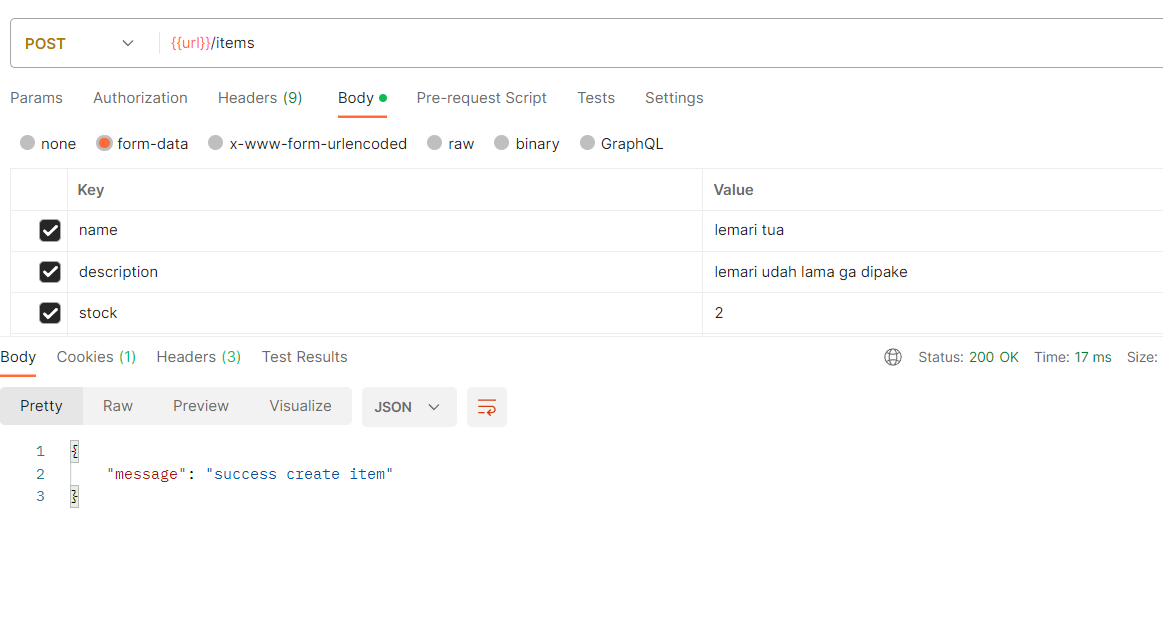 POST {{url}}/items
Params Authorization Headers (9) Body Pre-request Script Tests Settings
none form-data x-www-form-urlencoded raw binary GraphQL
Key Value
name lemari tua
description lemari udah lama ga dipake
stock 2
Body Cookies (1) Headers (3) Test Results Status: 200 OK Time: 17 ms Size:
Pretty Raw Preview Visualize JSON
1 {
2 "message": "success create item"
3 }